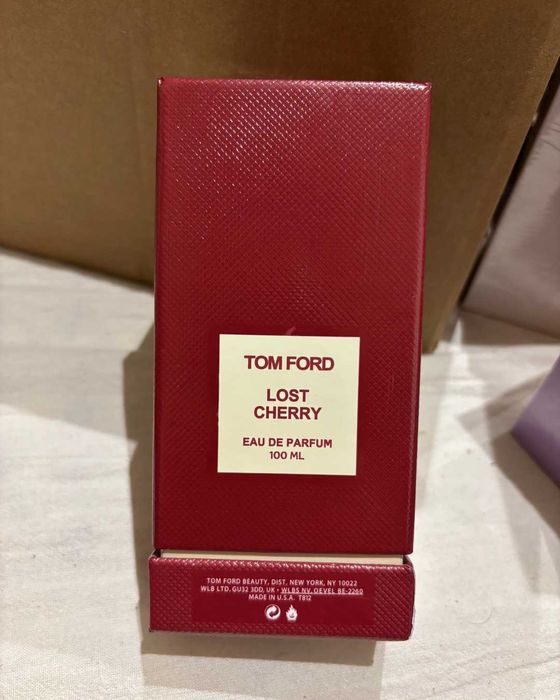 TOM FORD
LOST
CHERRY
EAU DE PARFUM
100 ML
TOM FORD BEAUTY, DIST. NEW YORK, NY 10022
WLB LTD, GU32 3DD, UK • WLBS NV, OEVEL BE-2260
MADE IN U.S.A. T812